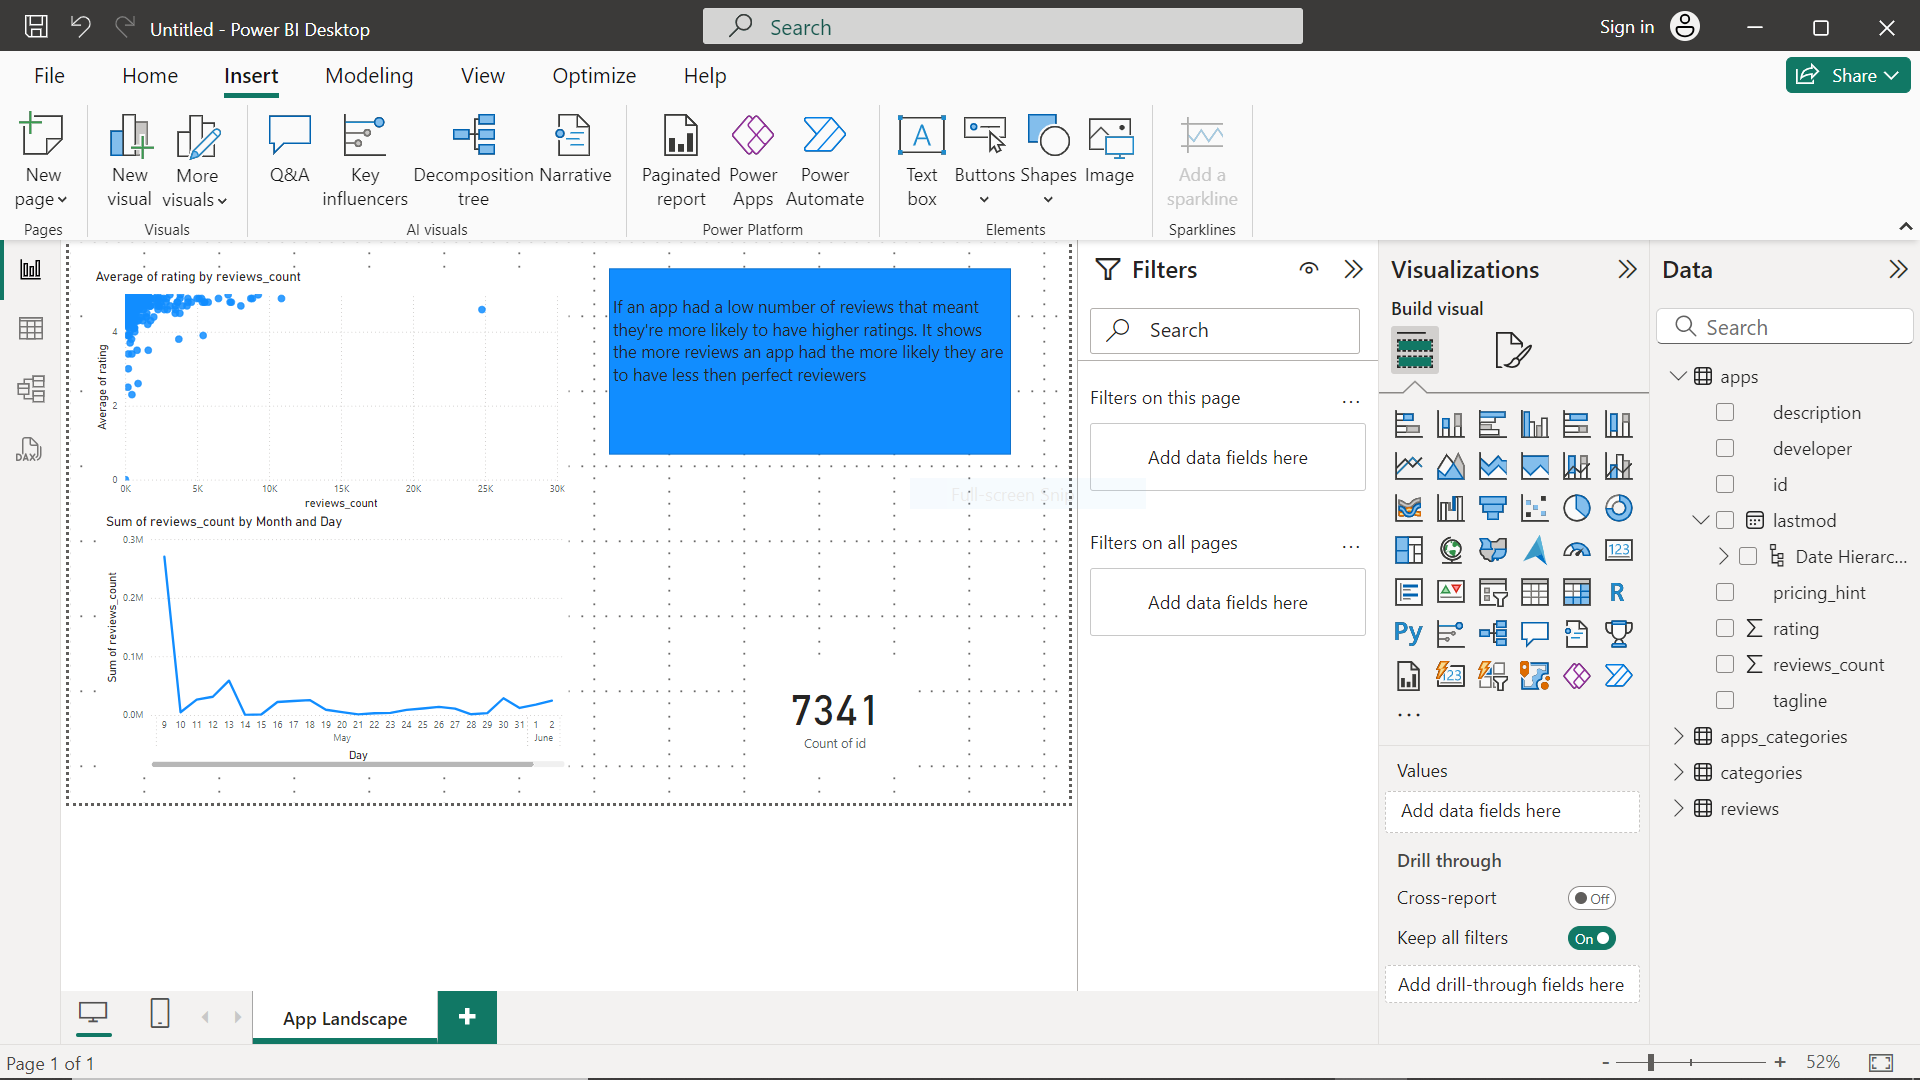 Untitled - Power BI Desktop
Search
Sign in
File
Home
Insert
Modeling
View
Optimize
Help
Share
New page
New visual
More visuals
Q&A
Key influencers
Decomposition tree
Narrative
Paginated report
Power Apps
Power Automate
Text box
Buttons
Shapes
Image
Add a sparkline
Pages
Visuals
AI visuals
Power Platform
Elements
Sparklines
DAX
Average of rating by reviews_count
Average of rating
4
2
0
0K 5K 10K 15K 20K 25K 30K
reviews_count
If an app had a low number of reviews that meant
they're more likely to have higher ratings. It shows
the more reviews an app had the more likely they are
to have less then perfect reviewers
Full-screen Sni
Sum of reviews_count by Month and Day
Sum of reviews_count
0.3M
0.2M
0.1M
0.0M
9 10 11 12 13 14 15 16 17 18 19 20 21 22 23 24 25 26 27 28 29 30 31 1 2
May
June
Day
7341
Count of id
Filters
Search
Filters on this page
...
Add data fields here
Filters on all pages
...
Add data fields here
Visualizations
Build visual
123
R
Py
123
...
Values
Add data fields here
Drill through
Cross-report
Off
Keep all filters
On
Add drill-through fields here
Data
Search
apps
description
developer
id
lastmod
Date Hierarc...
pricing_hint
rating
reviews_count
tagline
apps_categories
categories
reviews
App Landscape
Page 1 of 1
- + 52%